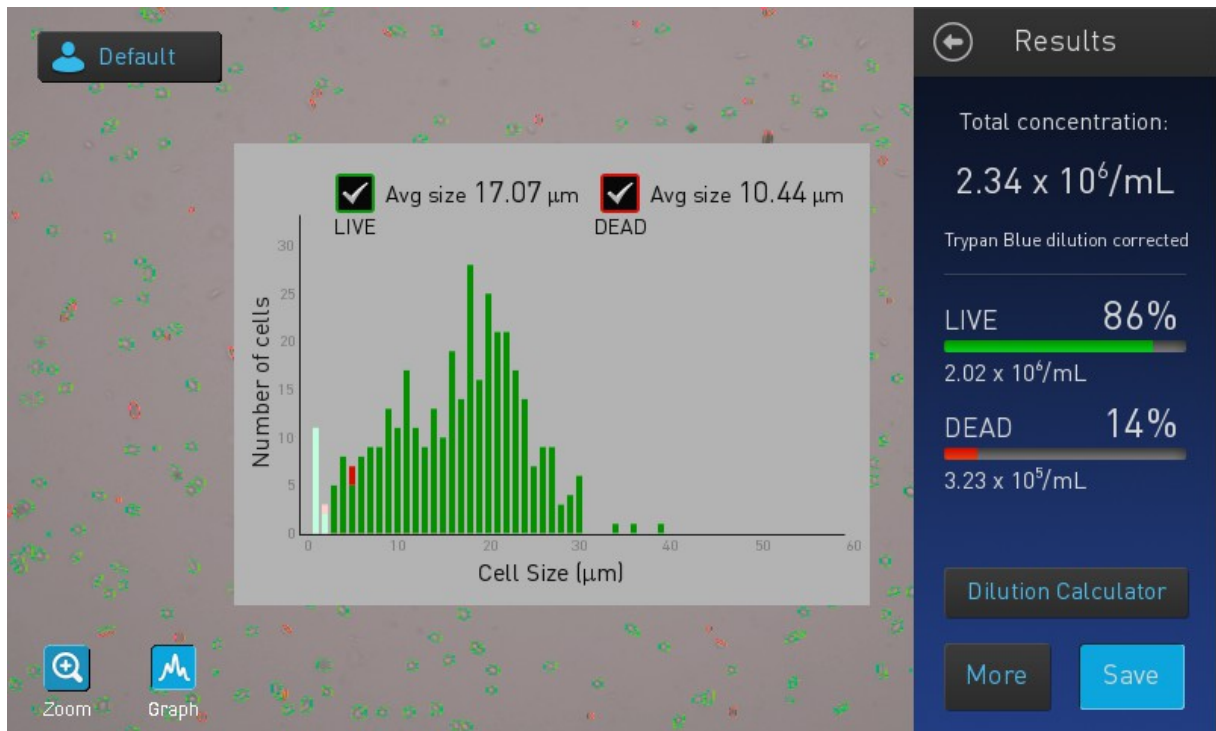 Default
Results
Total concentration:
2.34 x 10⁶/mL
Trypan Blue dilution corrected
LIVE 86%
2.02 x 10⁶/mL
DEAD 14%
3.23 x 10⁵/mL
Dilution Calculator
More Save
Avg size 17.07 μm Avg size 10.44 μm
LIVE DEAD
Number of cells
30
25
20
15
10
5
0
0 10 20 30 40 50 60
Cell Size (μm)
Zoom Graph